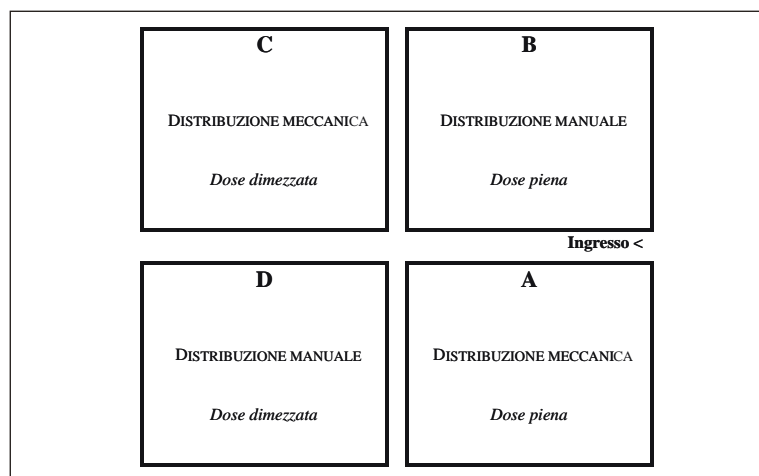 C
DISTRIBUZIONE MECCANICA
Dose dimezzata
B
DISTRIBUZIONE MANUALE
Dose piena
Ingresso <
D
DISTRIBUZIONE MANUALE
Dose dimezzata
A
DISTRIBUZIONE MECCANICA
Dose piena